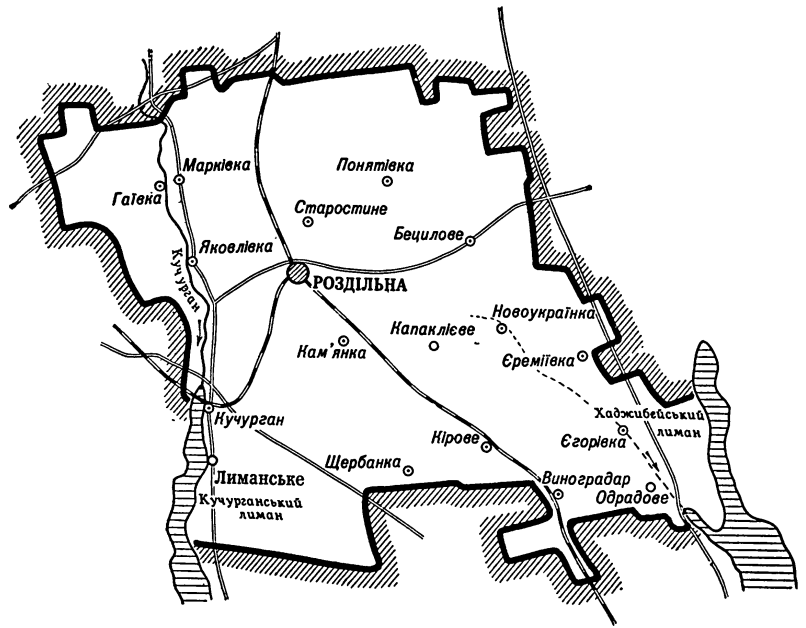 Марківка
Понятівка
Гаївка
Старостине
Бецилове
Яковлівка
Кучурган
РОЗДІЛЬНА
Новоукраїнка
Капаклієве
Кам'янка
Єреміївка
Хаджибейський
лиман
Кучурган
Кірове
Єгорівка
Щербанка
Лиманське
Виноградар
Одрадове
Кучурганський
лиман